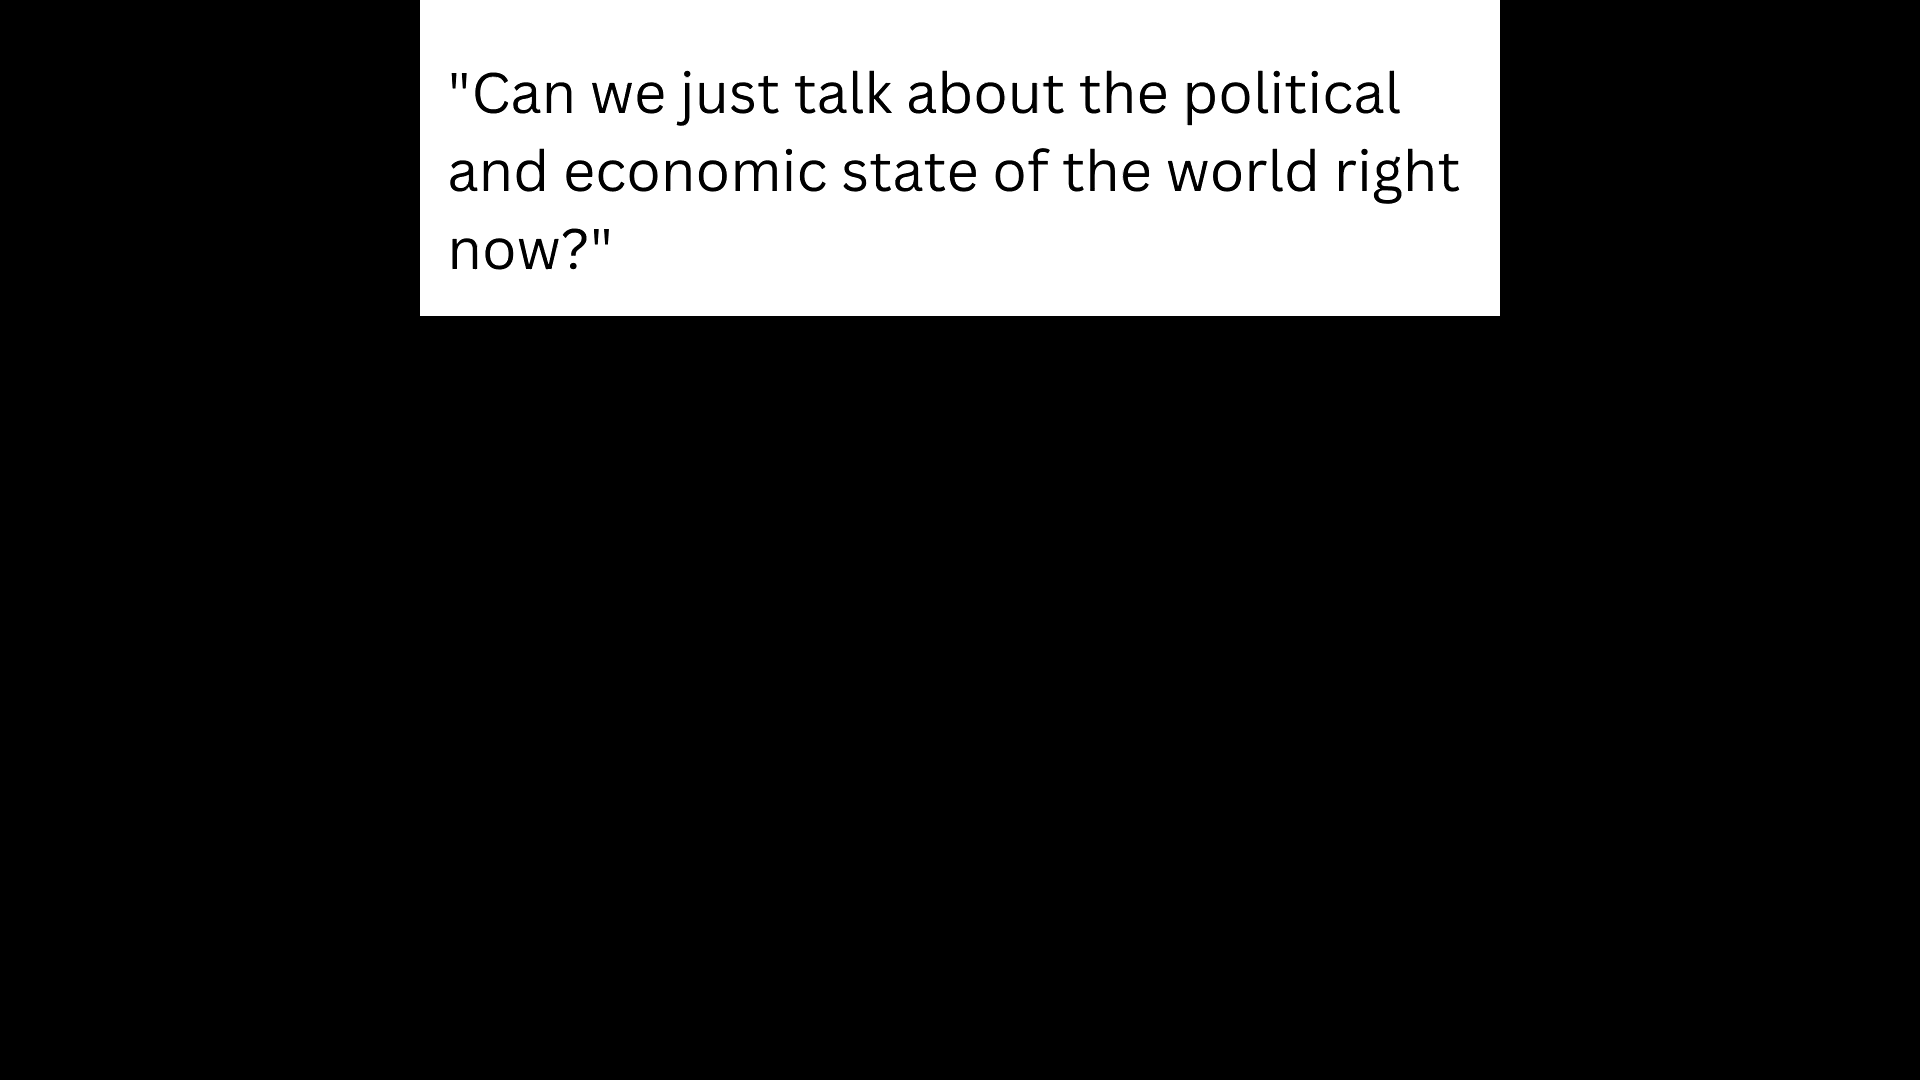 "Can we just talk about the political
and economic state of the world right
now?"